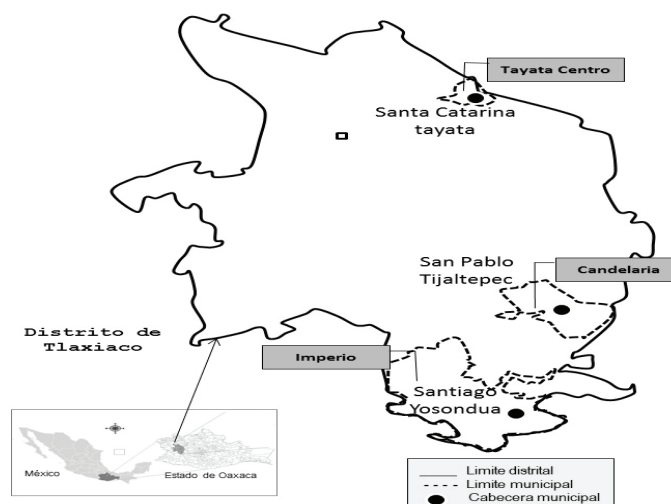 Tayata Centro
Santa Catarina
tayata
San Pablo
Tijaltepec
Candelaria
Distrito de
Tlaxiaco
Imperio
Santiago
Yosondua
México
Estado de Oaxaca
Limite distrital
Limite municipal
Cabecera municipal